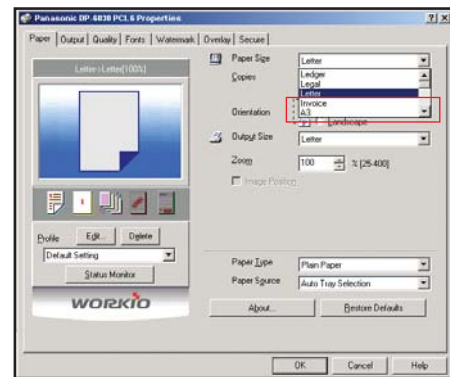 Panasonic DP-6030 PCL6 Properties
Paper Output Quality Fonts Watermark Overlay Secure
Letter>Letter[100%]
Paper Size Letter
Copies Ledger
Legal
Letter
Invoice
Orientation A3
Landscape
Output Size Letter
Zoom 100 % [25-400]
Image Position
Profile Edit... Delete
Default Setting
Status Monitor
WORKiO
Paper Type Plain Paper
Paper Source Auto Tray Selection
About... Restore Defaults
OK Cancel Help